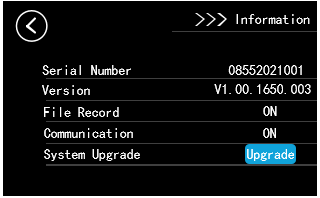 >>> Information
Serial Number 08552021001
Version V1.00.1650.003
File Record ON
Communication ON
System Upgrade Upgrade